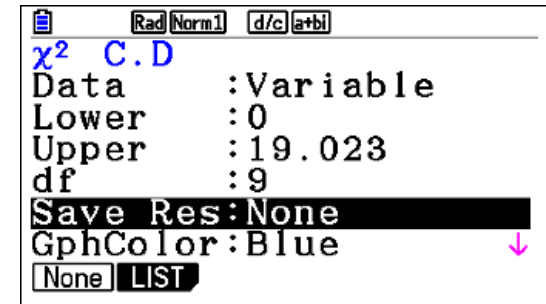 Rad Norm1 d/c a+bi
χ² C.D
Data :Variable
Lower :0
Upper :19.023
df :9
Save Res:None
GphColor:Blue ↓
None LIST